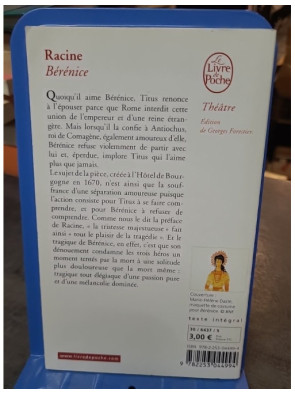 Racine
Bérénice
Le
Livre
de
Poche
Théâtre
Édition
de Georges Forestier
Quoiqu'il aime Bérénice, Titus renonce
à l'épouser parce que Rome interdit cette
union de l'empereur et d'une reine étran-
gère. Mais lorsqu'il la confie à Antiochus,
roi de Comagène, également amoureux d'elle,
Bérénice refuse violemment de partir avec
lui et, éperdue, implore Titus qui l'aime
plus que jamais.
Le sujet de la pièce, créée à l'Hôtel de Bour-
gogne en 1670, n'est ainsi que la souf-
france d'une séparation amoureuse puisque
l'action consiste pour Titus à se faire com-
prendre, et pour Bérénice à refuser de
comprendre. Comme nous le dit la préface
de Racine, « la tristesse majestueuse » fait
ainsi « tout le plaisir de la tragédie ». Et le
tragique de Bérénice, en effet, c'est que son
dénouement condamne les trois héros un
moment tentés par la mort à une solitude
plus douloureuse que la mort même :
tragique tout élégiaque d'une passion pure
et d'une mélancolie dominée.
Couverture :
texte intégral
3,00 €
www.livredepoche.com
9 782253 044994